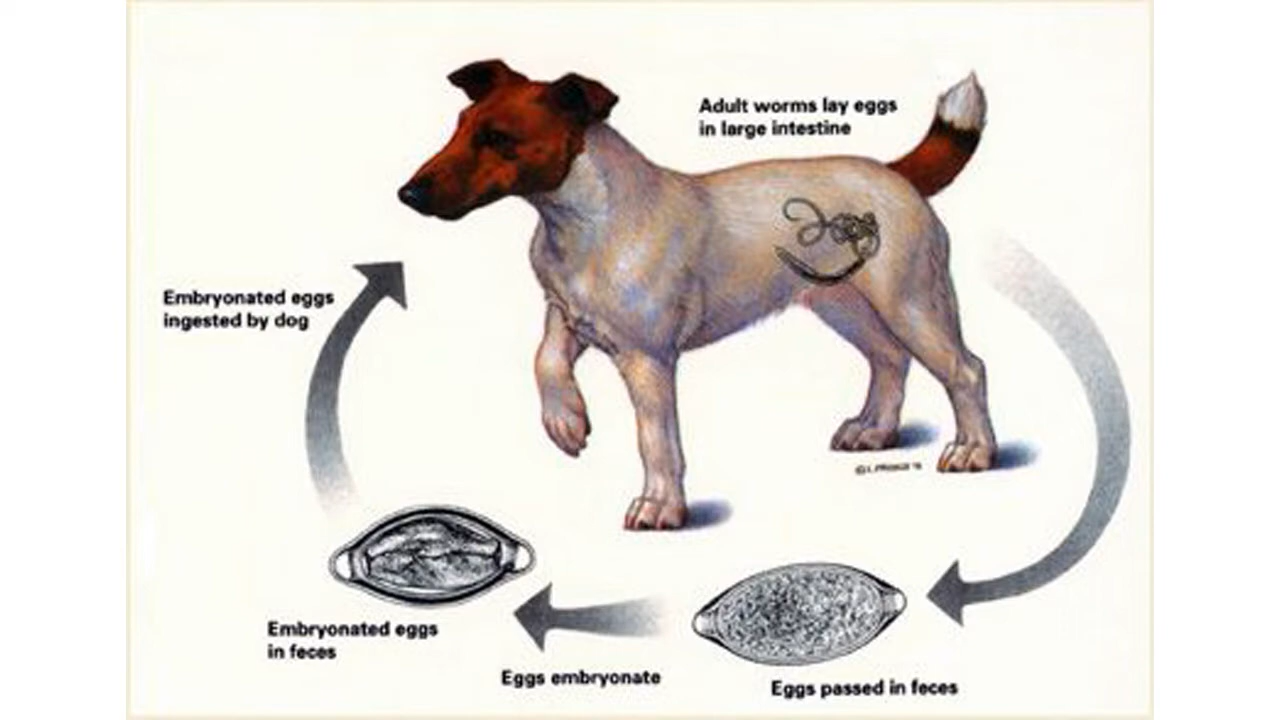 Adult worms lay eggs
in large intestine
Embryonated eggs
ingested by dog
Embryonated eggs
in feces
Eggs embryonate
Eggs passed in feces